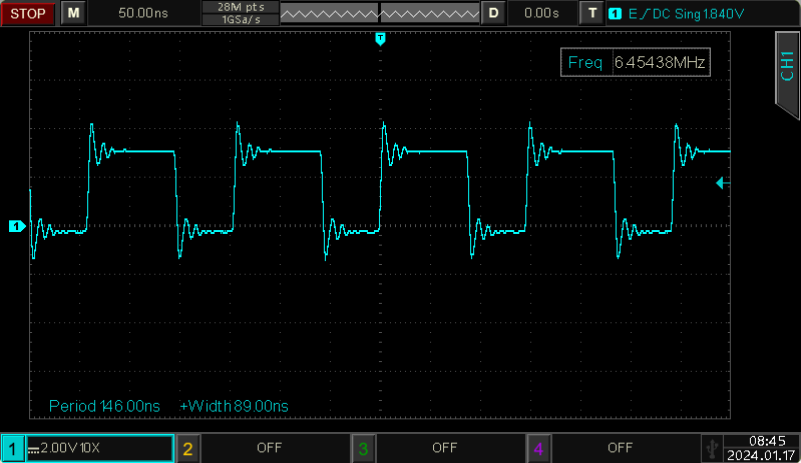 STOP M 50.00ns 28M pts D 0.00s T 1 E DC Sing 1.840V
1GSa/s
T
Freq 6.45438MHz
CH1
1
Period 146.00ns +Width 89.00ns
1 2.00V 10X 2 OFF 3 OFF 4 OFF 08:45
2024.01.17